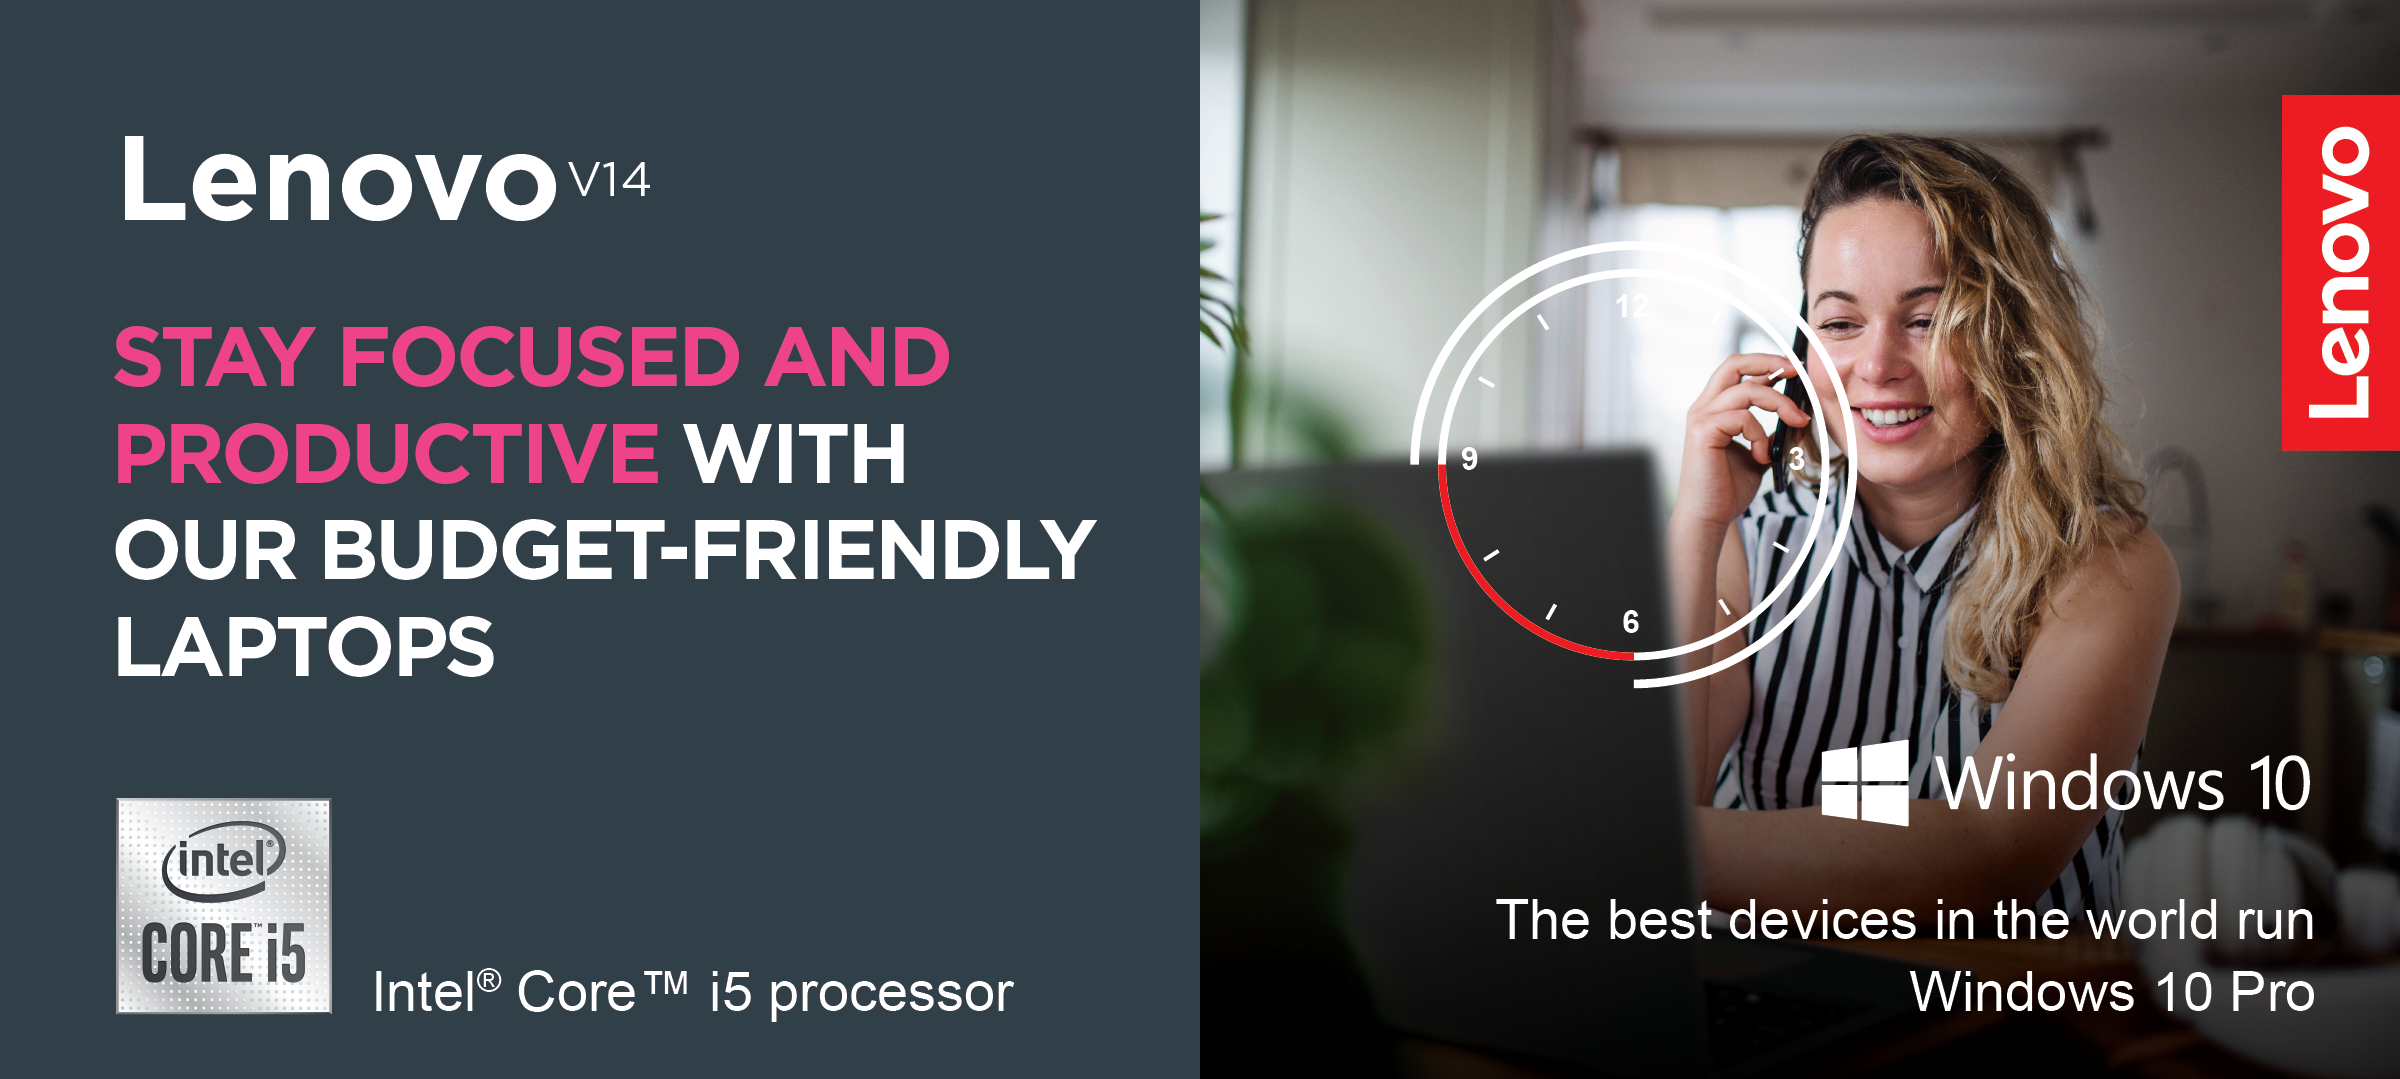 Lenovo V14
STAY FOCUSED AND
PRODUCTIVE WITH
OUR BUDGET-FRIENDLY
LAPTOPS
intel®
CORE™ i5
Intel® Core™ i5 processor
12
9
3
6
Lenovo
Windows 10
The best devices in the world run
Windows 10 Pro